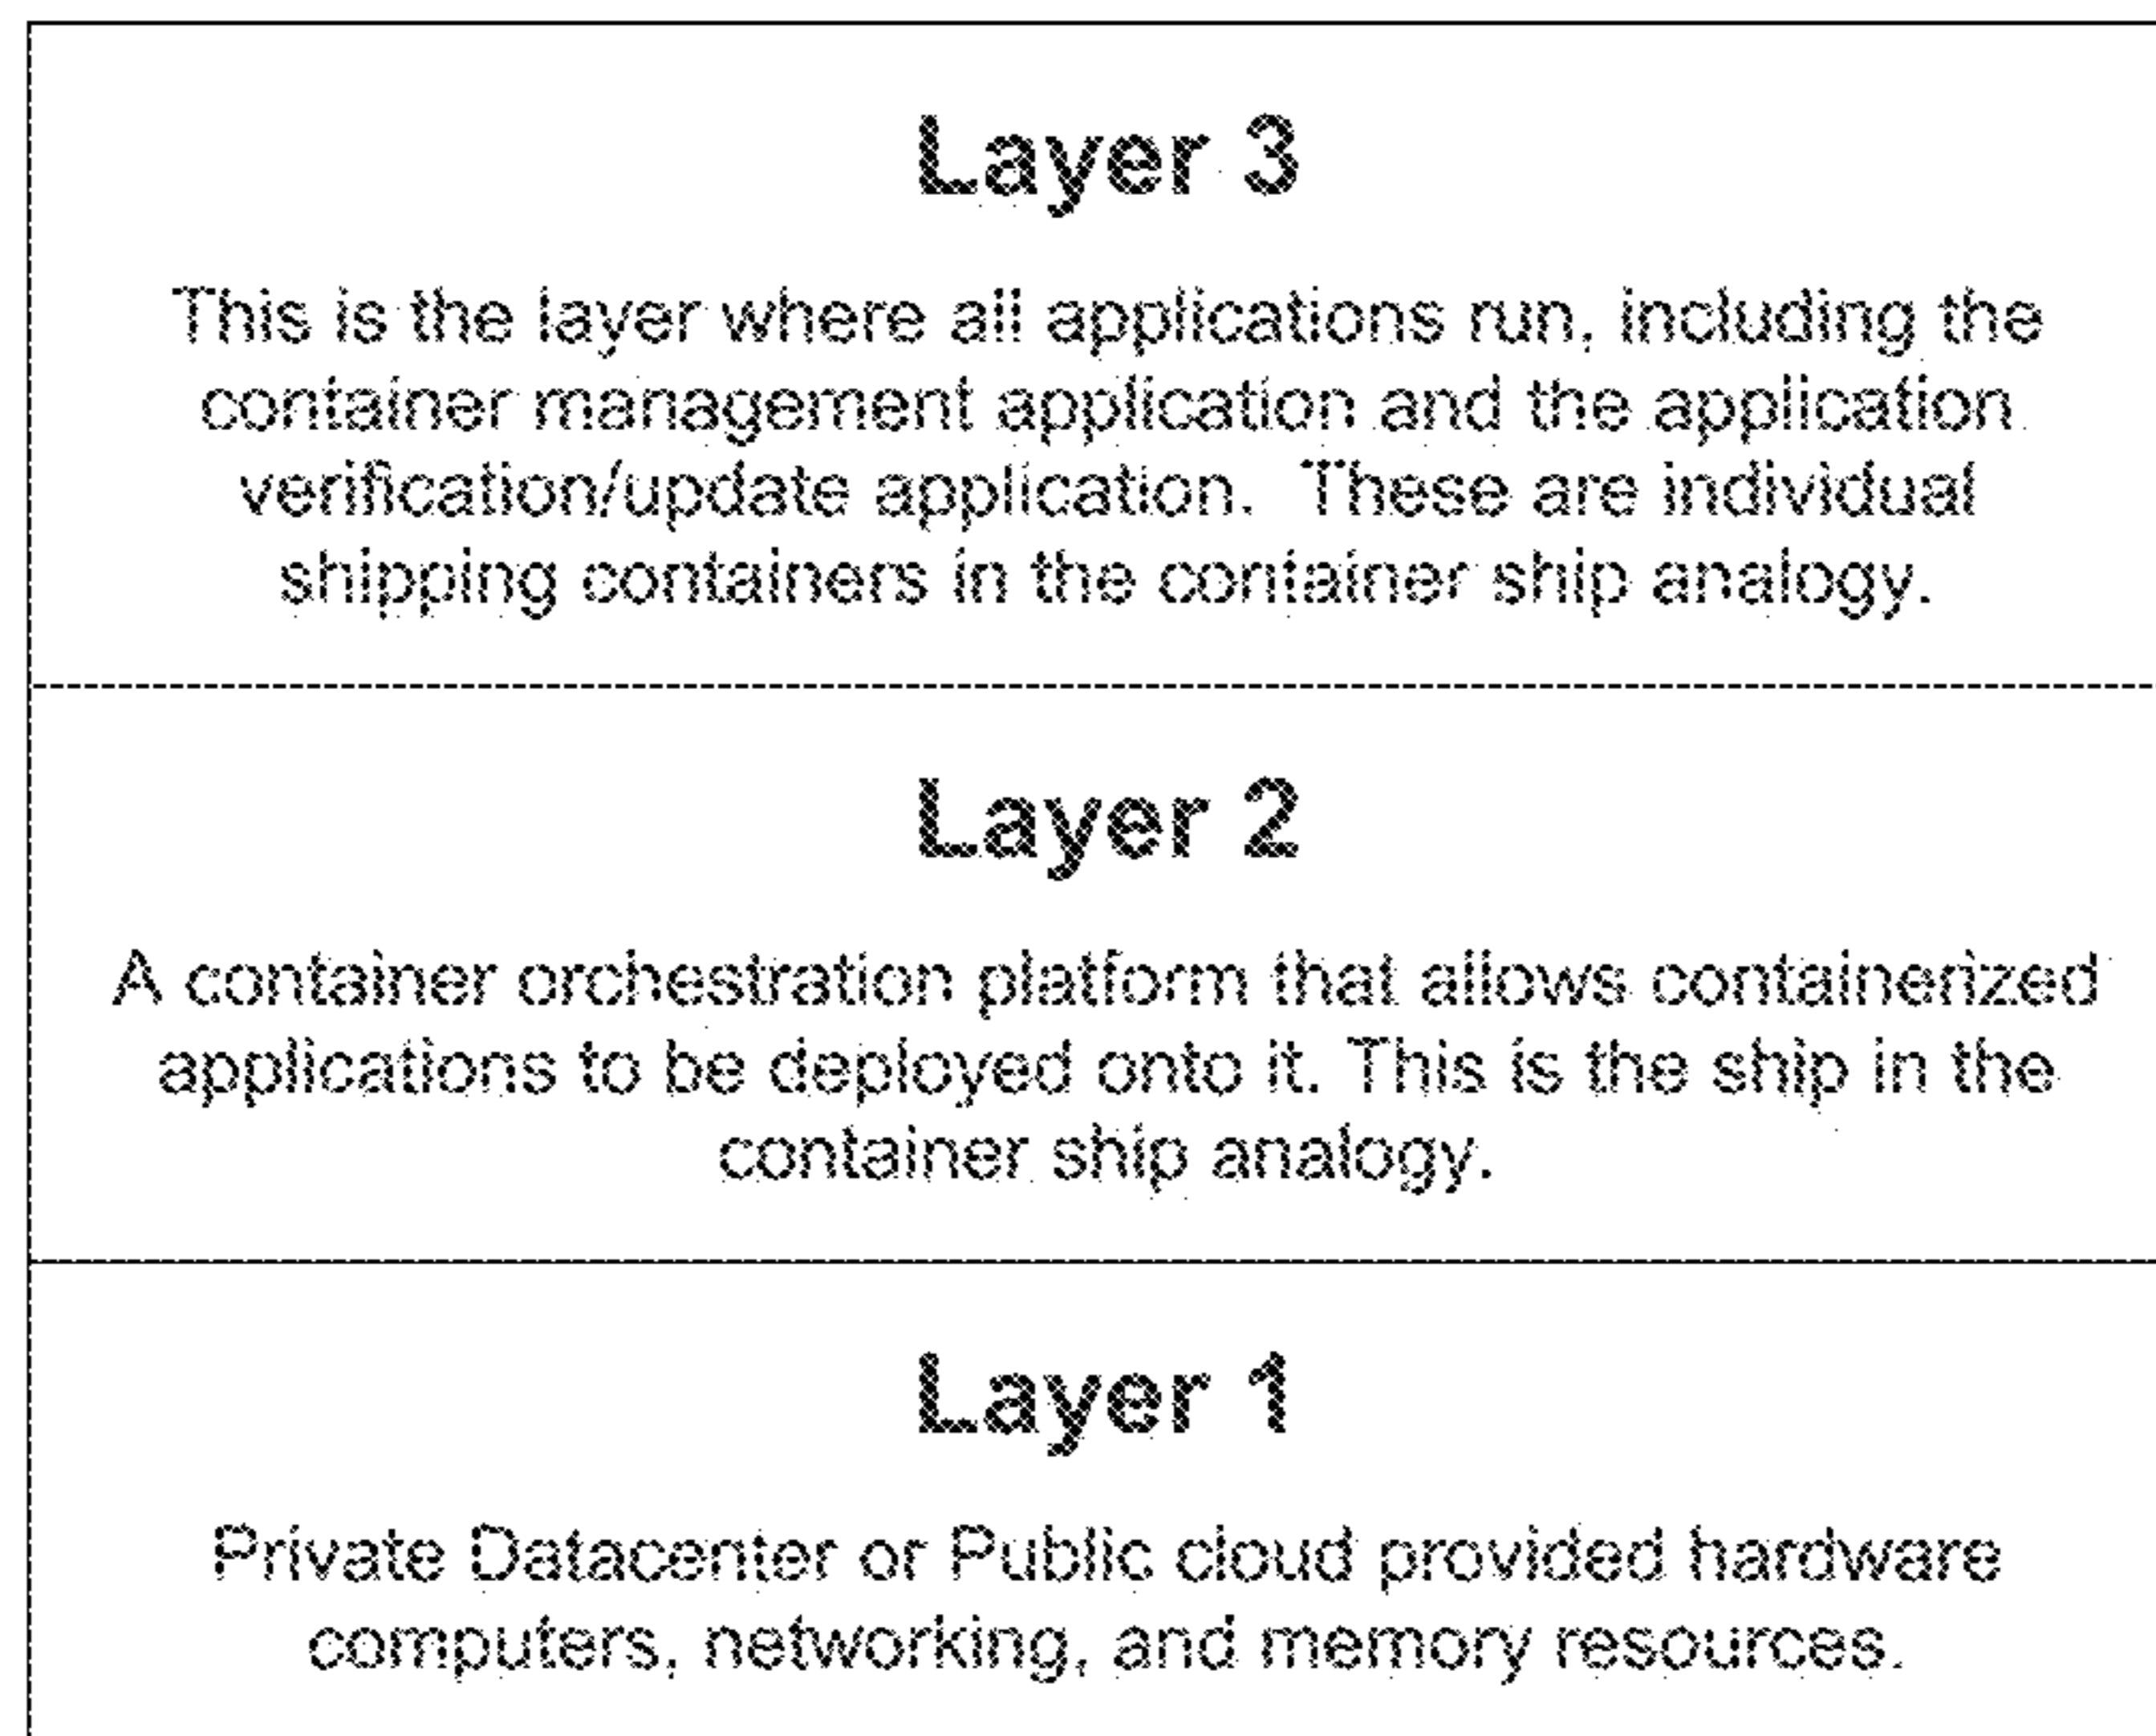 Layer 3
This is the layer where all applications run, including the
container management application and the application
verification/update application. These are individual
shipping containers in the container ship analogy.
Layer 2
A container orchestration platform that allows containerized
applications to be deployed onto it. This is the ship in the
container ship analogy.
Layer 1
Private Datacenter or Public cloud provided hardware
computers, networking, and memory resources.